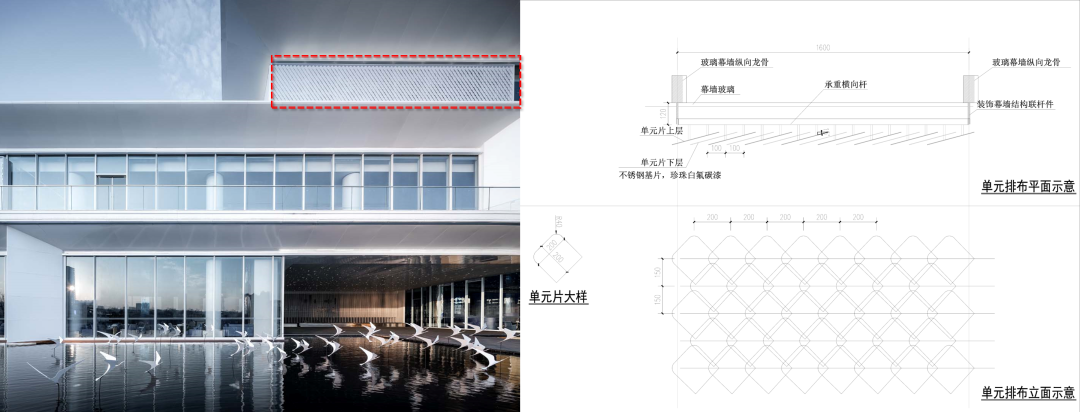 1600
玻璃幕墙纵向龙骨
玻璃幕墙纵向龙骨
承重横向杆
幕墙玻璃
装饰幕墙结构联杆件
120
单元片上层
100 100
单元片下层
不锈钢基片，珍珠白氟碳漆
单元排布平面示意
200 200 200 200 200
200
200
150
150
单元片大样
单元排布立面示意